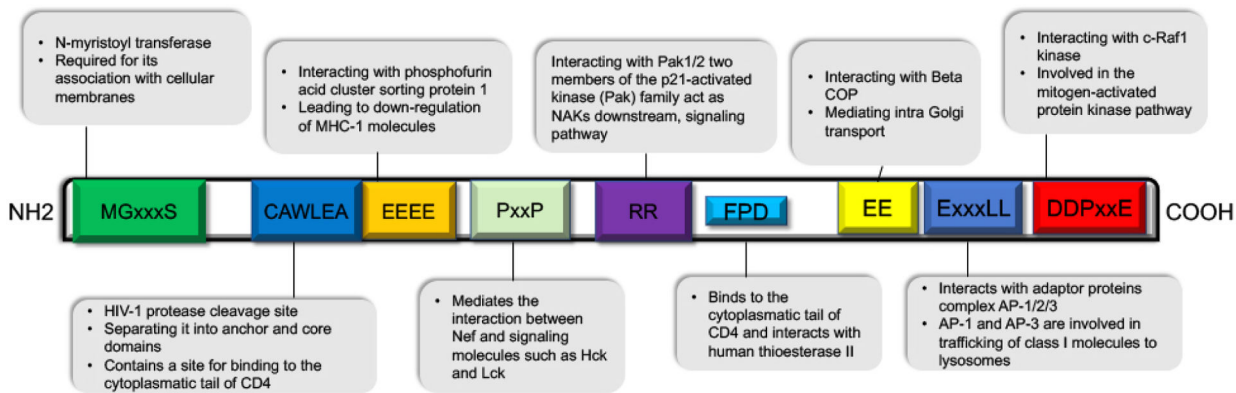 • N-myristoyl transferase
• Required for its
association with cellular
membranes
• Interacting with phosphofurin
acid cluster sorting protein 1
• Leading to down-regulation
of MHC-1 molecules
Interacting with Pak1/2 two
members of the p21-activated
kinase (Pak) family act as
NAKs downstream, signaling
pathway
• Interacting with Beta
COP
• Mediating intra Golgi
transport
• Interacting with c-Raf1
kinase
• Involved in the
mitogen-activated
protein kinase pathway
NH2
MGxxxS
CAWLEA
EEEE
PxxP
RR
FPD
EE
ExxxLL
DDPxxE
COOH
• HIV-1 protease cleavage site
• Separating it into anchor and core
domains
• Contains a site for binding to the
cytoplasmatic tail of CD4
• Mediates the
interaction between
Nef and signaling
molecules such as Hck
and Lck
• Binds to the
cytoplasmatic tail of
CD4 and interacts with
human thioesterase II
• Interacts with adaptor proteins
complex AP-1/2/3
• AP-1 and AP-3 are involved in
trafficking of class I molecules to
lysosomes